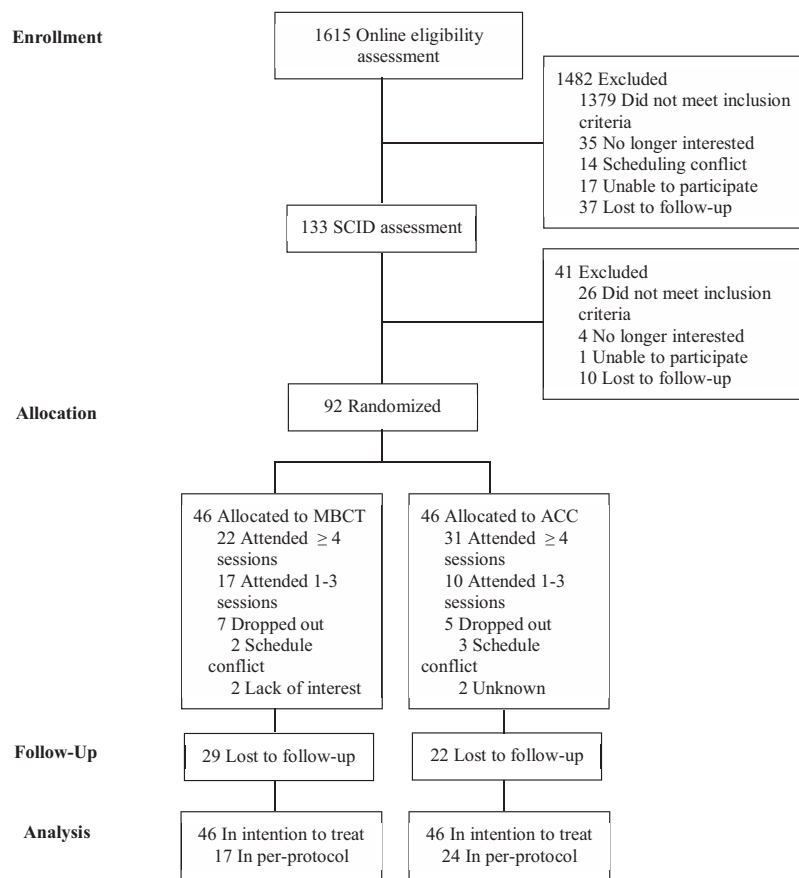 Enrollment
1615 Online eligibility
assessment
1482 Excluded
1379 Did not meet inclusion
criteria
35 No longer interested
14 Scheduling conflict
17 Unable to participate
37 Lost to follow-up
133 SCID assessment
41 Excluded
26 Did not meet inclusion
criteria
4 No longer interested
1 Unable to participate
10 Lost to follow-up
Allocation
92 Randomized
46 Allocated to MBCT
22 Attended ≥ 4
sessions
17 Attended 1-3
sessions
7 Dropped out
2 Schedule
conflict
2 Lack of interest
46 Allocated to ACC
31 Attended ≥ 4
sessions
10 Attended 1-3
sessions
5 Dropped out
3 Schedule
conflict
2 Unknown
Follow-Up
29 Lost to follow-up
22 Lost to follow-up
Analysis
46 In intention to treat
17 In per-protocol
46 In intention to treat
24 In per-protocol